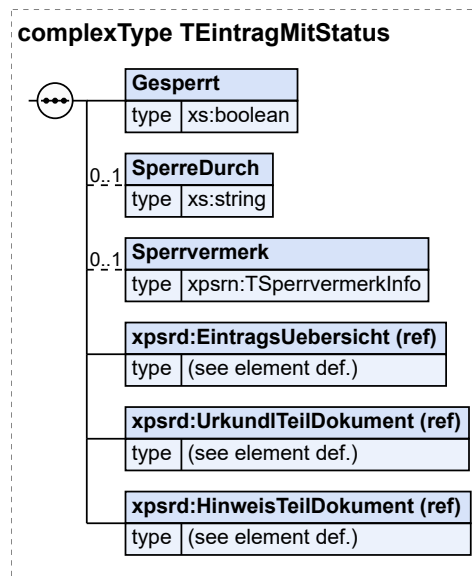 complexType TEintragMitStatus
Gesperrt
type xs:boolean
0..1 SperreDurch
type xs:string
0..1 Sperrvermerk
type xpsrn:TSperrvermerkInfo
xpsrd:EintragsUebersicht (ref)
type (see element def.)
xpsrd:UrkundlTeilDokument (ref)
type (see element def.)
xpsrd:HinweisTeilDokument (ref)
type (see element def.)